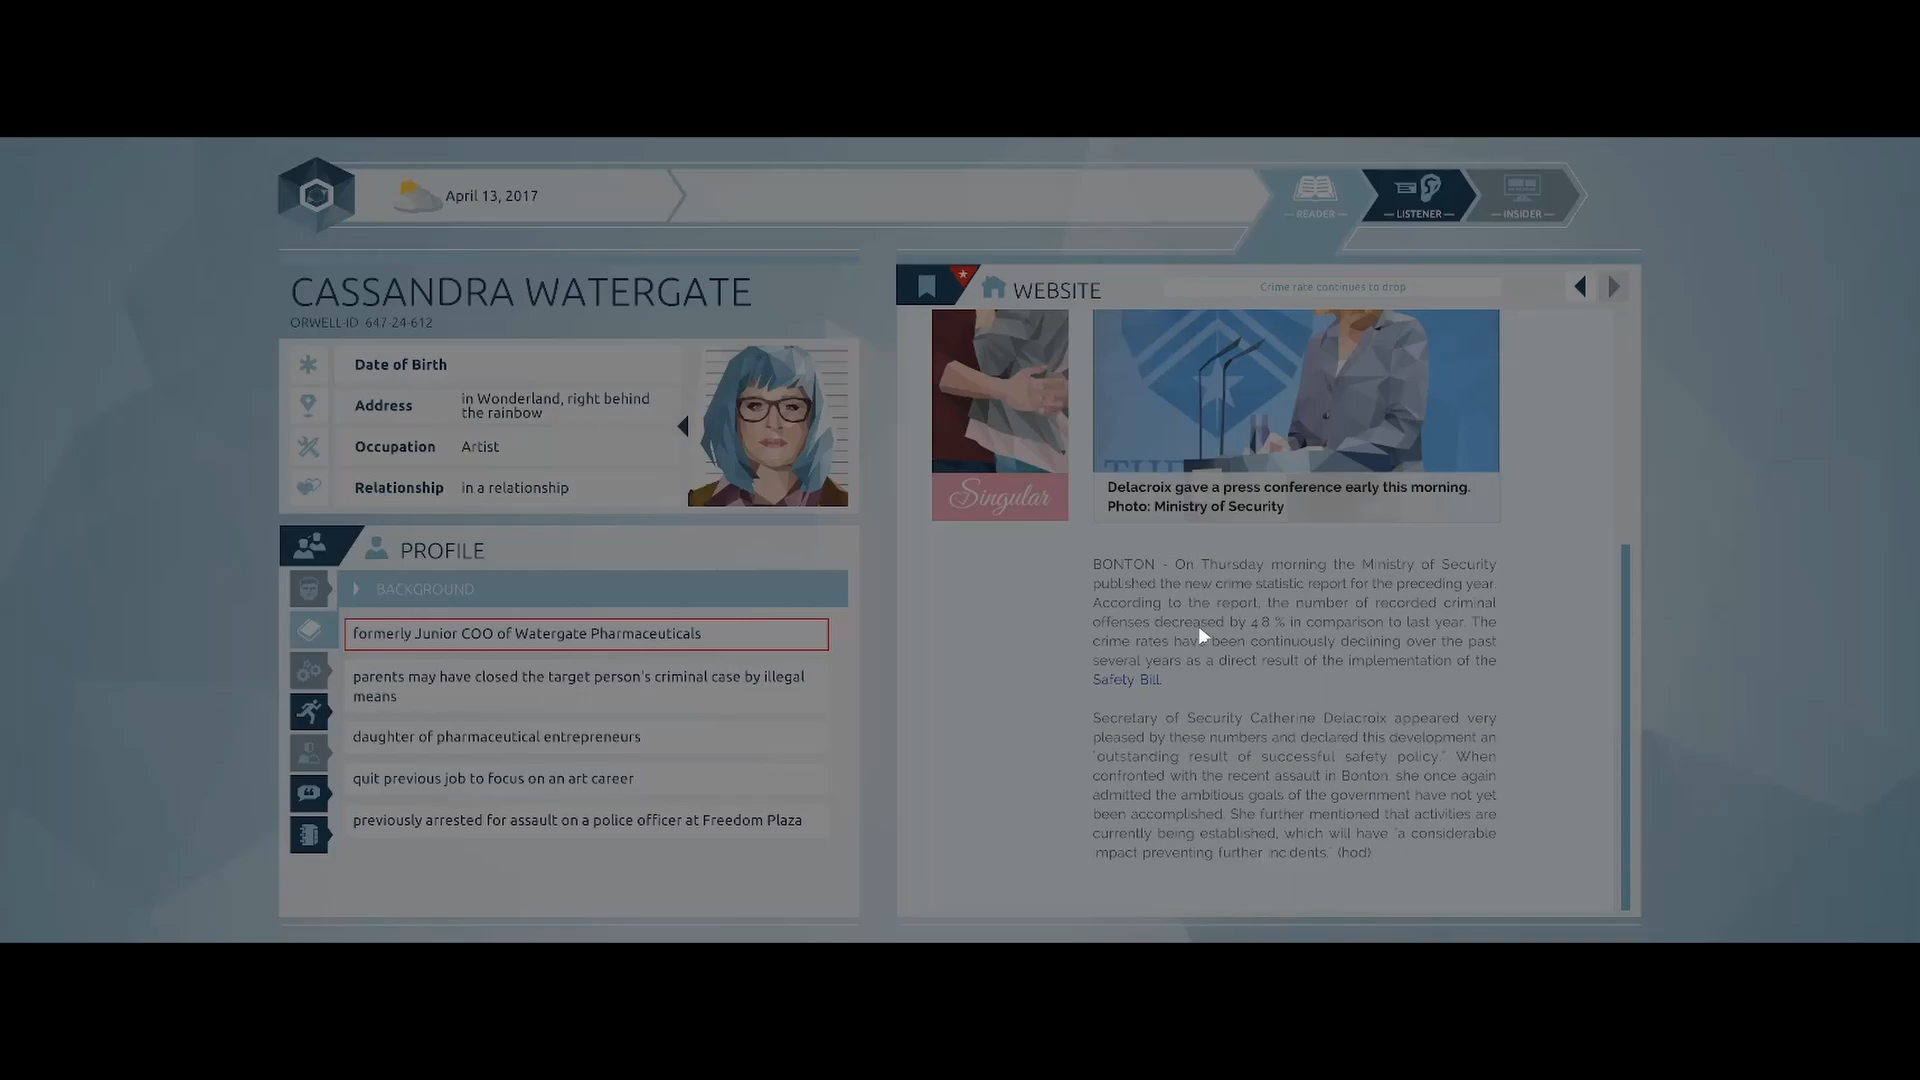 April 13, 2017
— READER —
— LISTENER —
— INSIDER —
CASSANDRA WATERGATE
ORWELL-ID 647-24-612
Date of Birth
Address in Wonderland, right behind
the rainbow
Occupation Artist
Relationship in a relationship
PROFILE
BACKGROUND
formerly Junior COO of Watergate Pharmaceuticals
parents may have closed the target person's criminal case by illegal
means
daughter of pharmaceutical entrepreneurs
quit previous job to focus on an art career
previously arrested for assault on a police officer at Freedom Plaza
WEBSITE
Crime rate continues to drop
Singular
THE
Delacroix gave a press conference early this morning.
Photo: Ministry of Security
BONTON - On Thursday morning the Ministry of Security
published the new crime statistic report for the preceding year.
According to the report, the number of recorded criminal
offenses decreased by 4.8 % in comparison to last year. The
crime rates have been continuously declining over the past
several years as a direct result of the implementation of the
Safety Bill.
Secretary of Security Catherine Delacroix appeared very
pleased by these numbers and declared this development an
"outstanding result of successful safety policy." When
confronted with the recent assault in Bonton, she once again
admitted the ambitious goals of the government have not yet
been accomplished. She further mentioned that activities are
currently being established, which will have "a considerable
impact preventing further incidents." (hod)